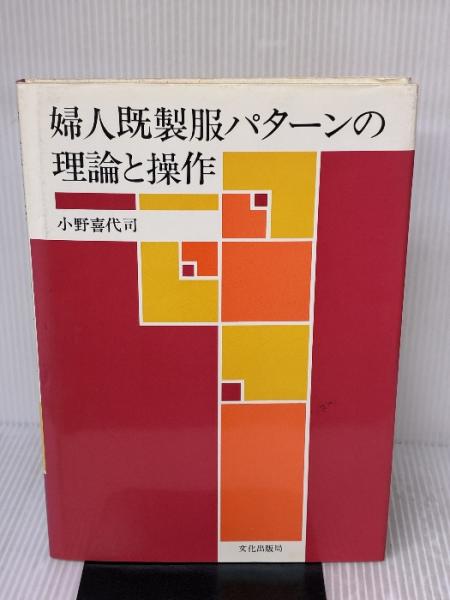 婦人既製服パターンの
理論と操作
小野喜代司
文化出版局